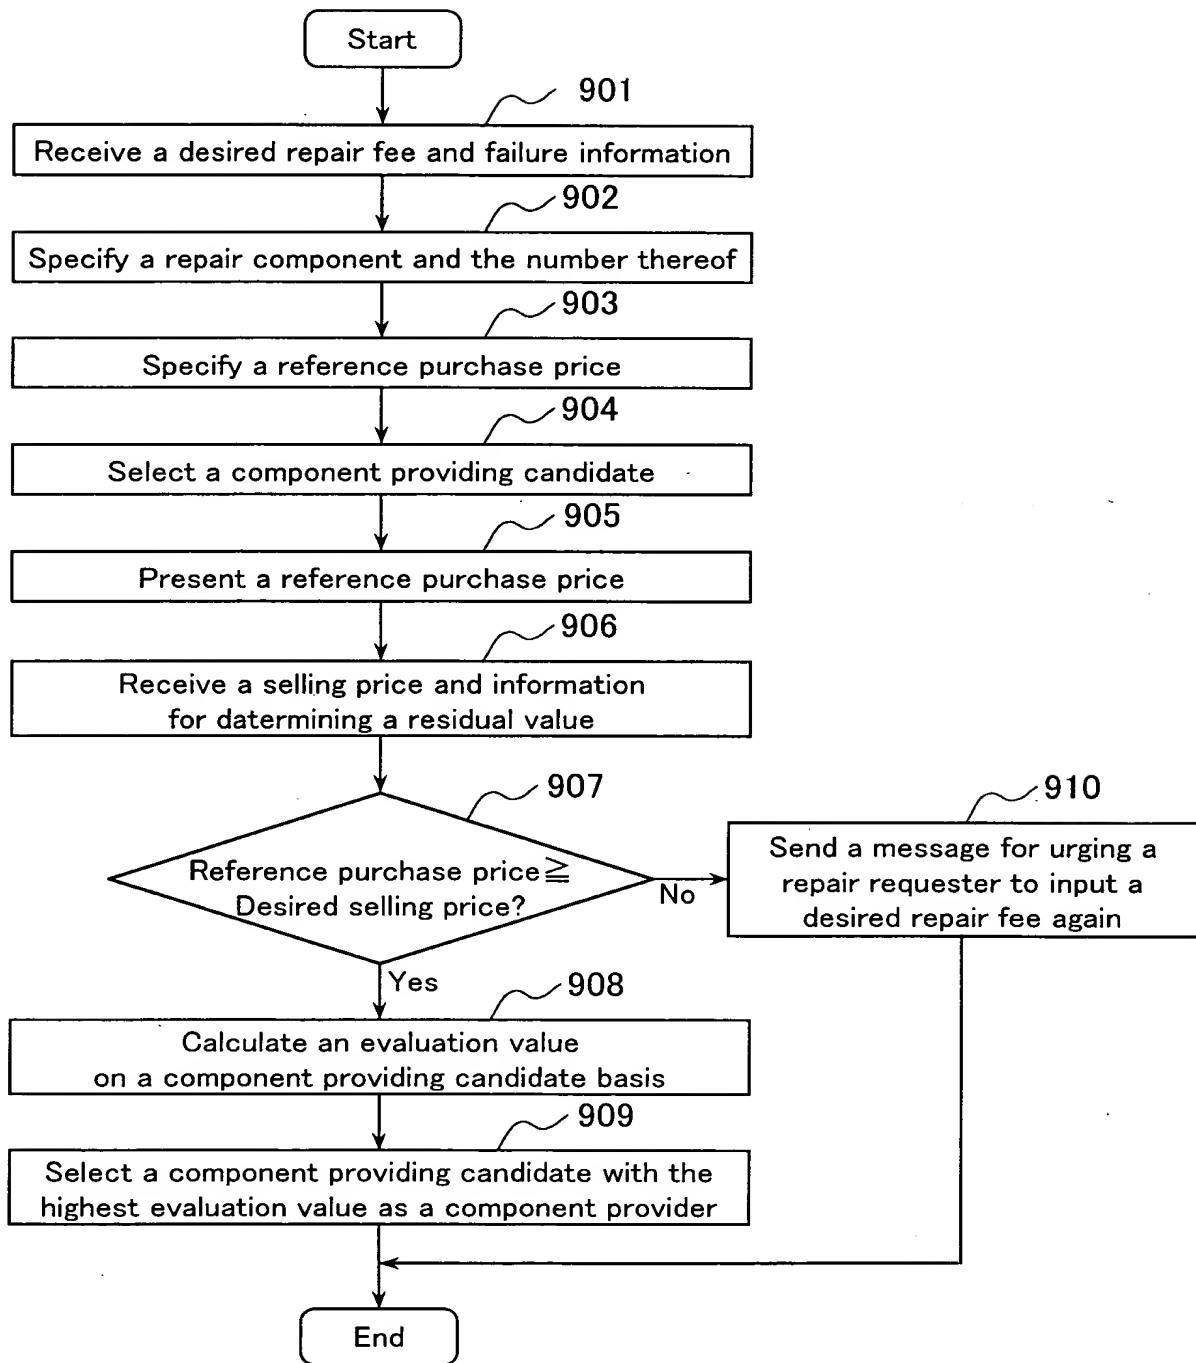 Start
901
Receive a desired repair fee and failure information
902
Specify a repair component and the number thereof
903
Specify a reference purchase price
904
Select a component providing candidate
905
Present a reference purchase price
906
Receive a selling price and information
for datermining a residual value
907
Reference purchase price≧
Desired selling price?
No
910
Send a message for urging a
repair requester to input a
desired repair fee again
Yes
908
Calculate an evaluation value
on a component providing candidate basis
909
Select a component providing candidate with the
highest evaluation value as a component provider
End